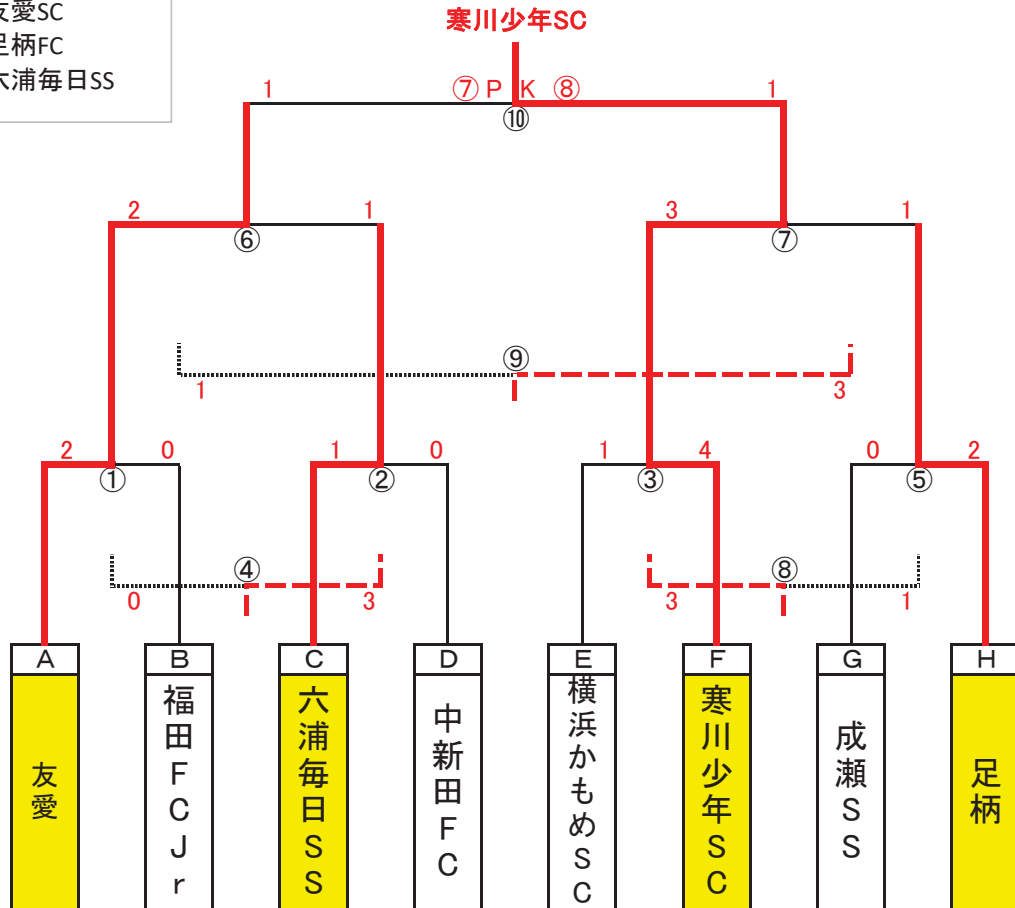 友愛SC
足柄FC
六浦毎日SS
寒川少年SC
1 ⑦ P K ⑧ 1
⑩
2 1 3 1
⑥ ⑦
⑨
1 3
2 0 1 0 1 4 0 2
① ② ③ ⑤
④ ⑧
0 3 3 1
A B C D E F G H
友愛
福田FCJr
六浦毎日SS
中新田FC
横浜かもめSC
寒川少年SC
成瀬SS
足柄